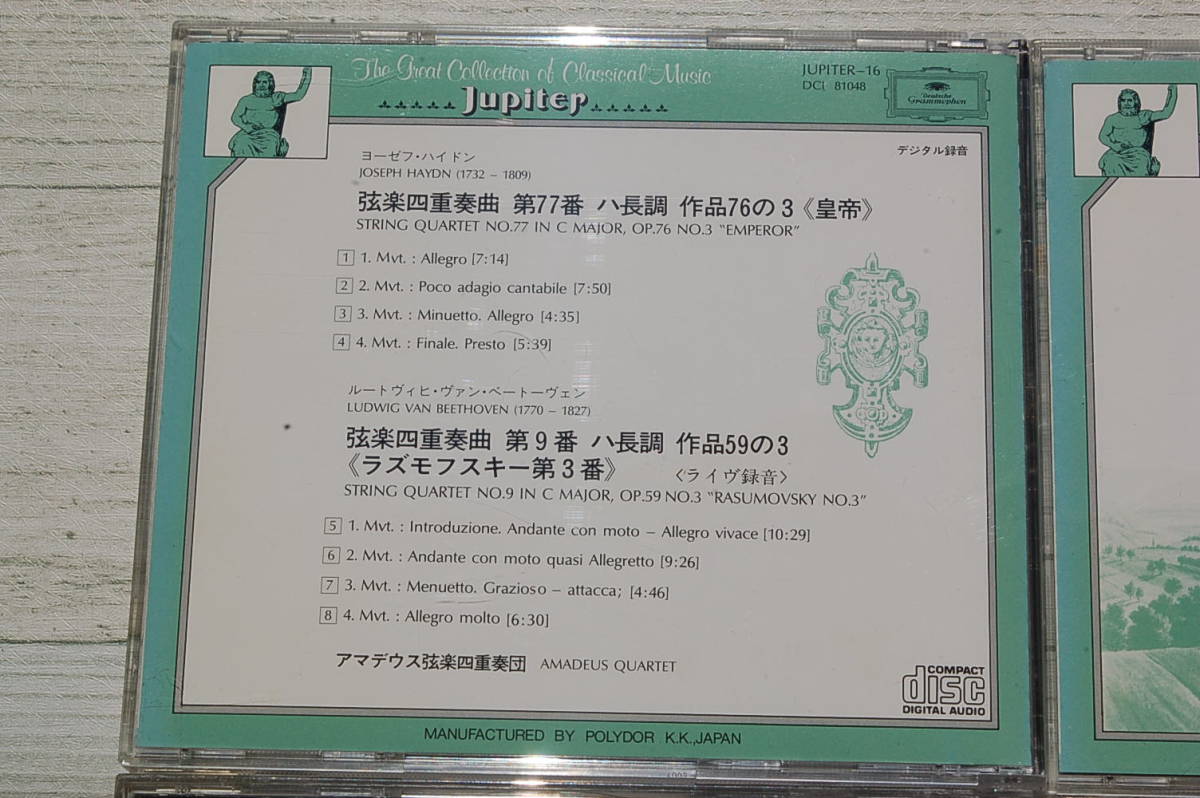 The Great Collection of Classical Music
Jupiter
JUPITER-16
DCI 81048
Deutsche
Grammophon
デジタル録音
ヨーゼフ・ハイドン
JOSEPH HAYDN (1732 – 1809)
弦楽四重奏曲 第77番 ハ長調 作品76の3《皇帝》
STRING QUARTET NO.77 IN C MAJOR, OP.76 NO.3 “EMPEROR”
1 1. Mvt. : Allegro [7:14]
2 2. Mvt. : Poco adagio cantabile [7:50]
3 3. Mvt. : Minuetto. Allegro [4:35]
4 4. Mvt. : Finale. Presto [5:39]
ルートヴィヒ・ヴァン・ベートーヴェン
LUDWIG VAN BEETHOVEN (1770 – 1827)
弦楽四重奏曲 第9番 ハ長調 作品59の3
《ラズモフスキー第3番》 〈ライヴ録音〉
STRING QUARTET NO.9 IN C MAJOR, OP.59 NO.3 “RASUMOVSKY NO.3”
5 1. Mvt. : Introduzione. Andante con moto – Allegro vivace [10:29]
6 2. Mvt. : Andante con moto quasi Allegretto [9:26]
7 3. Mvt. : Menuetto. Grazioso – attacca; [4:46]
8 4. Mvt. : Allegro molto [6:30]
アマデウス弦楽四重奏団 AMADEUS QUARTET
COMPACT
disc
DIGITAL AUDIO
MANUFACTURED BY POLYDOR K.K.,JAPAN